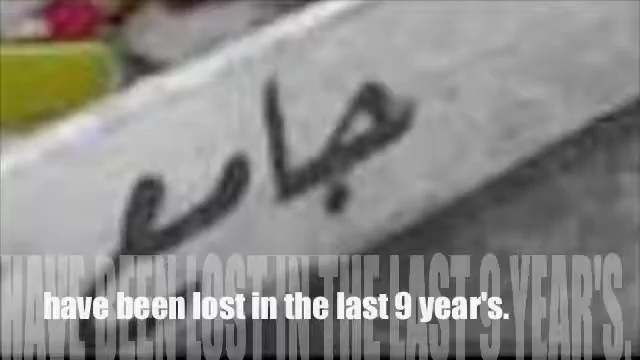 جامع
HAVE BEEN LOST IN THE LAST 9 YEAR'S.
have been lost in the last 9 year's.